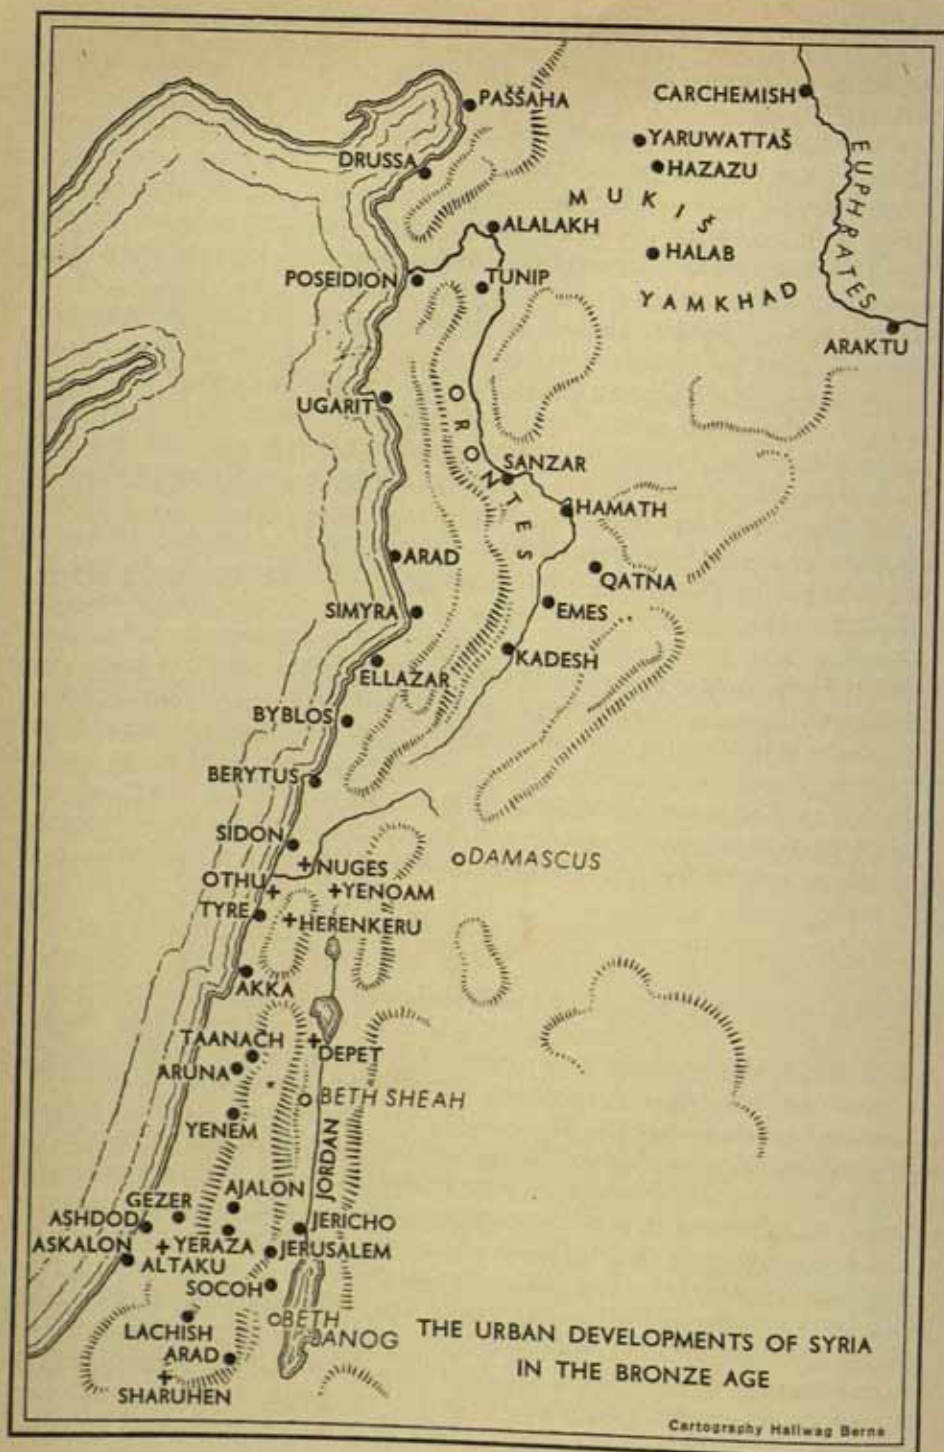 PAŠŠAHA
CARCHEMISH
YARUWATTAŠ
DRUSSA
HAZAZU
EUPHRATES
MUKIŠ
ALALAKH
HALAB
POSEIDION
TUNIP
YAMKHAD
ARAKTU
UGARIT
ORONTES
SANZAR
HAMATH
ARAD
QATNA
SIMYRA
EMES
KADESH
ELLAŽAR
BYBLOS
BERYTUS
SIDON
DAMASCUS
NUGES
OTHU
YENOAM
TYRE
HERENKERU
AKKA
TAANACH
DEPET
ARUNA
BETH SHEAH
YENEM
JORDAN
AJALON
GEZER
ASHDOD
JERICHO
ASKALON
YERAZA
JERUSALEM
ALTAKU
SOCOH
BETH
DANOG
LACHISH
ARAD
SHARUHEN
THE URBAN DEVELOPMENTS OF SYRIA
IN THE BRONZE AGE
Cartography Hallwag Berne